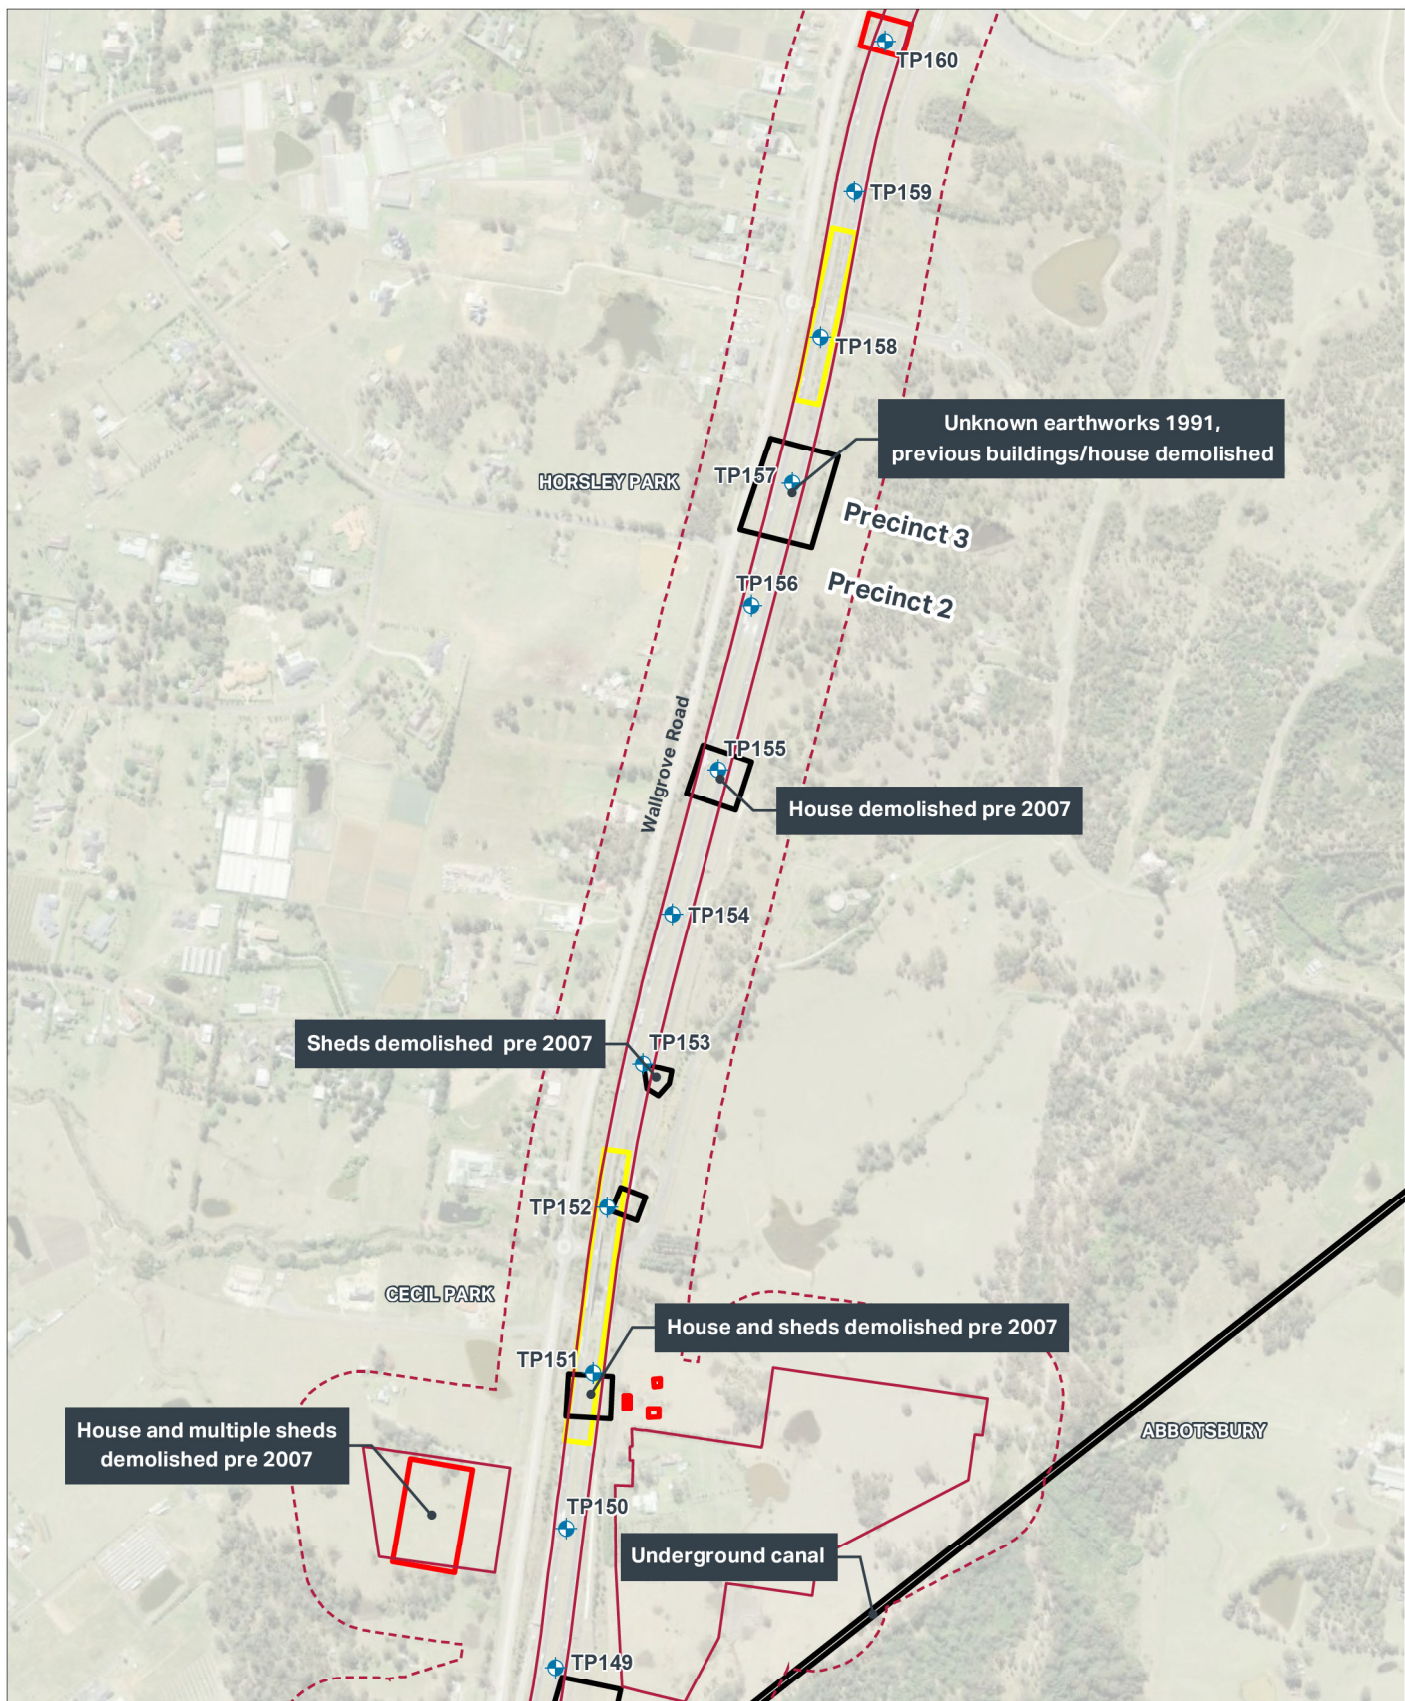 TP160
TP159
TP158
Unknown earthworks 1991,
previous buildings/house demolished
TP157
HORSLEY PARK
Precinct 3
TP156
Precinct 2
Wallgrove Road
TP155
House demolished pre 2007
TP154
Sheds demolished pre 2007
TP153
TP152
CECIL PARK
House and sheds demolished pre 2007
TP151
House and multiple sheds
demolished pre 2007
ABBOTSBURY
TP150
Underground canal
TP149